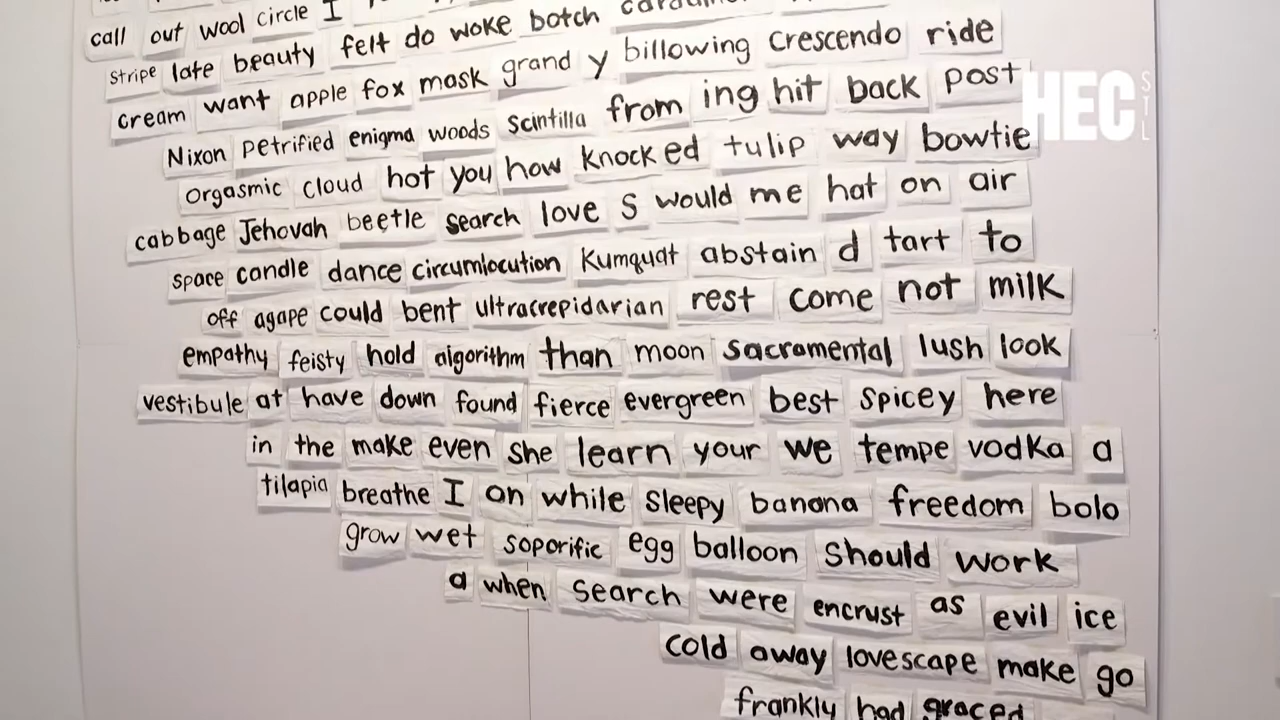 call out wool circle I
stripe late beauty felt do woke botch
cream want apple fox mask grand y billowing crescendo ride
Nixon petrified enigma woods scintilla from ing hit back post
orgasmic cloud hot you how knock ed tulip way bowtie
cabbage Jehovah beetle search love S would me hat on air
space candle dance circumlocution kumquat abstain d tart to
off agape could bent ultracrepidarian rest come not milk
empathy feisty hold algorithm than moon sacramental lush look
vestibule at have down found fierce evergreen best spicey here
in the make even she learn your we tempe vodka a
tilapia breathe I on while sleepy banana freedom bolo
grow wet soporific egg balloon should work
a when search were encrust as evil ice
cold away lovescape make go
frankly had graced
HEC
STL